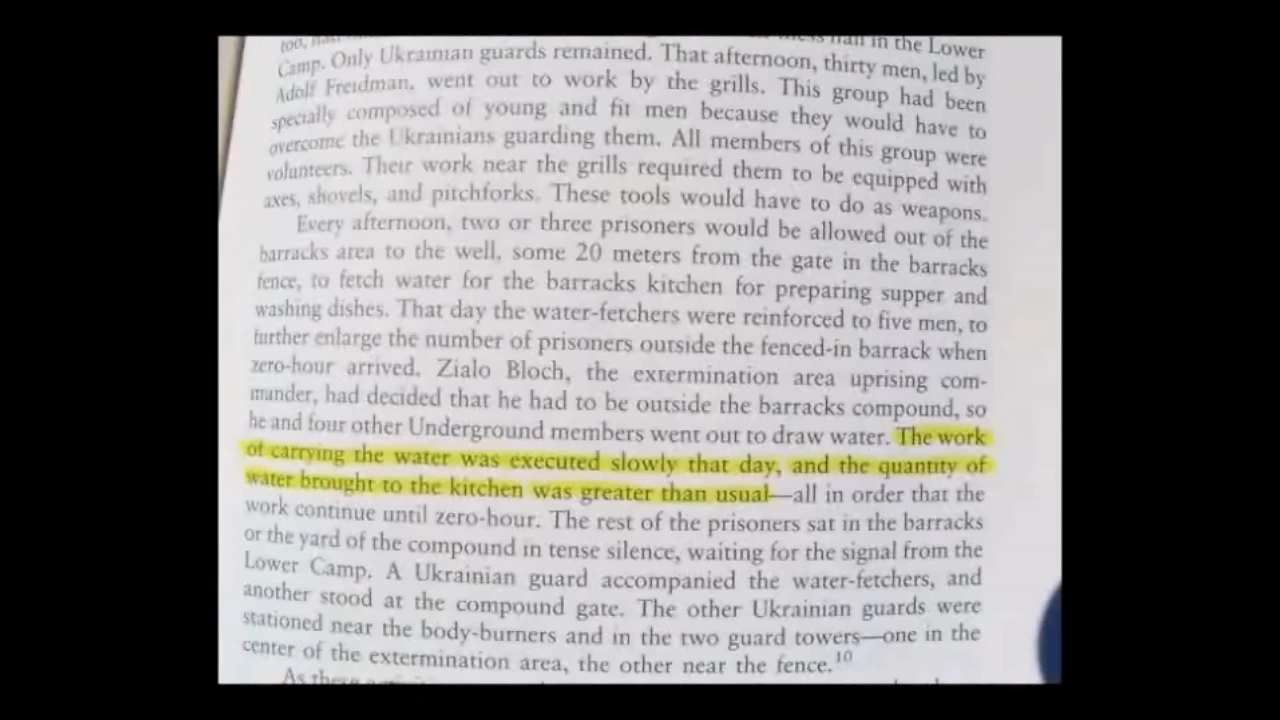 too, hall in the Lower
Camp. Only Ukrainian guards remained. That afternoon, thirty men, led by
Adolf Freidman, went out to work by the grills. This group had been
specially composed of young and fit men because they would have to
overcome the Ukrainians guarding them. All members of this group were
volunteers. Their work near the grills required them to be equipped with
axes, shovels, and pitchforks. These tools would have to do as weapons.
Every afternoon, two or three prisoners would be allowed out of the
barracks area to the well, some 20 meters from the gate in the barracks
fence, to fetch water for the barracks kitchen for preparing supper and
washing dishes. That day the water-fetchers were reinforced to five men, to
further enlarge the number of prisoners outside the fenced-in barrack when
zero-hour arrived. Zialo Bloch, the extermination area uprising com-
mander, had decided that he had to be outside the barracks compound, so
he and four other Underground members went out to draw water. The work
of carrying the water was executed slowly that day, and the quantity of
water brought to the kitchen was greater than usual—all in order that the
work continue until zero-hour. The rest of the prisoners sat in the barracks
or the yard of the compound in tense silence, waiting for the signal from the
Lower Camp. A Ukrainian guard accompanied the water-fetchers, and
another stood at the compound gate. The other Ukrainian guards were
stationed near the body-burners and in the two guard towers—one in the
center of the extermination area, the other near the fence.10
As these